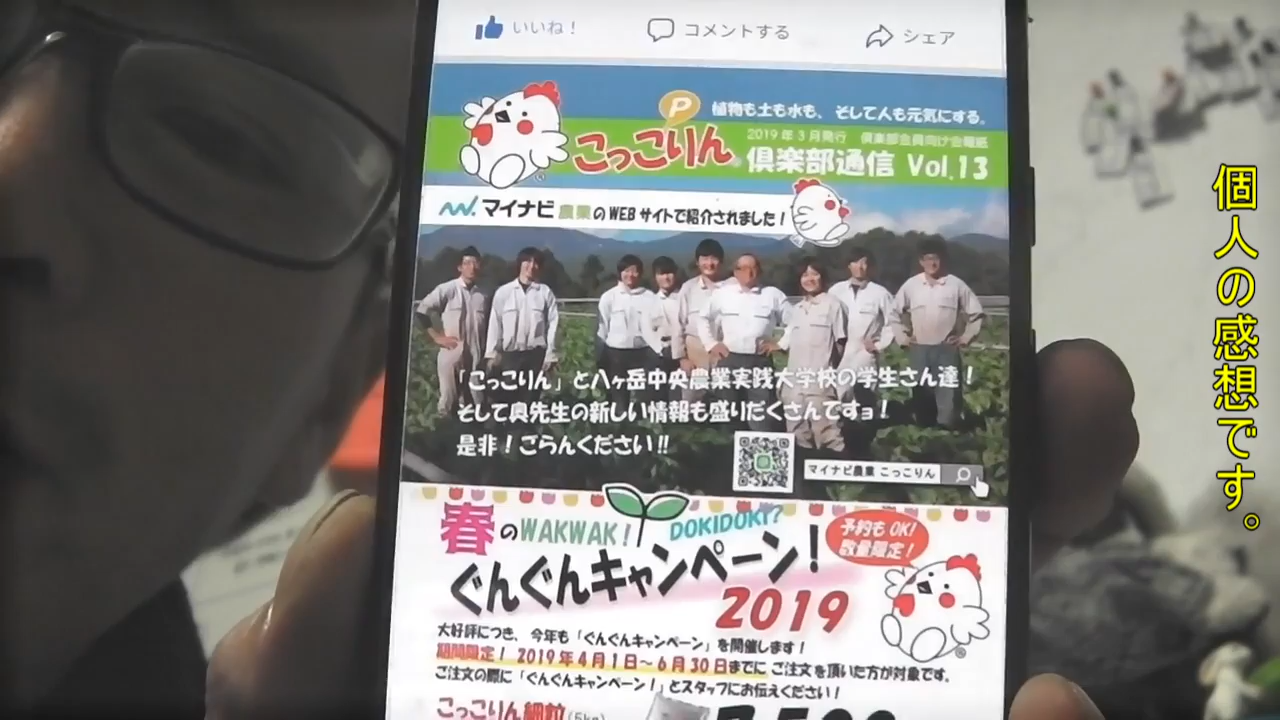 いいね！ コメントする シェア
P 植物も土も水も、そして人も元気にする。
2019年3月発行 倶楽部会員向け会報紙
こっこりん® 倶楽部通信 Vol.13
マイナビ農業のWEBサイトで紹介されました！
「こっこりん」と八ヶ岳中央農業実践大学校の学生さん達！
そして奥先生の新しい情報も盛りだくさんですョ！
是非！ごらんください!!
マイナビ農業 こっこりん
春のWAKWAK！ DOKIDOKI?
予約もOK!
数量限定！
ぐんぐんキャンペーン！
2019
大好評につき、今年も「ぐんぐんキャンペーン」を開催します！
期間限定！ 2019年4月1日～6月30日までに ご注文を頂いた方が対象です。
ご注文の際に「ぐんぐんキャンペーン！」とスタッフにお伝えください！
こっこりん細粒(5kg)
個人の感想です。